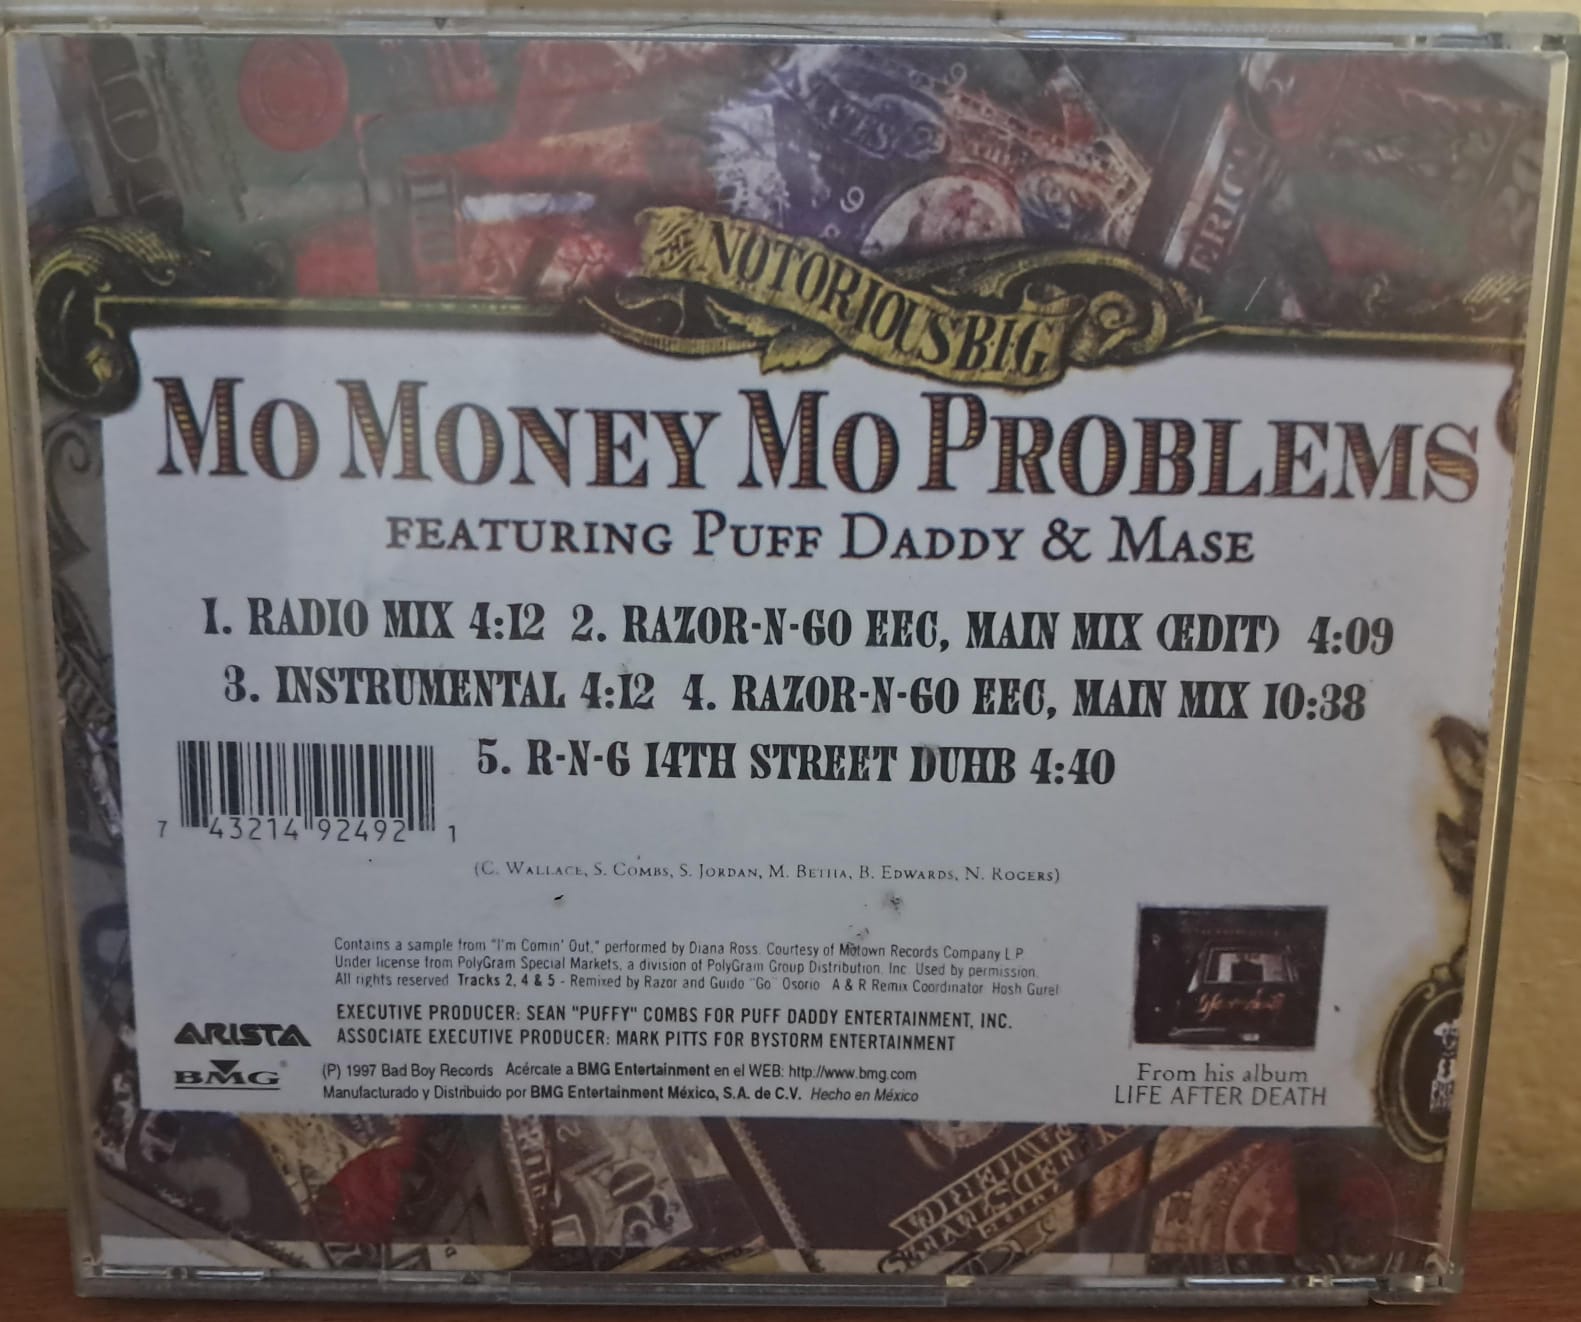 THE NOTORIOUS B.I.G.
MO MONEY MO PROBLEMS
FEATURING PUFF DADDY & MASE
1. RADIO MIX 4:12 2. RAZOR-N-GO EEC, MAIN MIX (EDIT) 4:09
3. INSTRUMENTAL 4:12 4. RAZOR-N-GO EEC, MAIN MIX 10:38
5. R-N-G 14TH STREET DUHB 4:40
7 43214 92492 1
(C. WALLACE, S. COMBS, S. JORDAN, M. BETHA, B. EDWARDS, N. ROGERS)
Contains a sample from "I'm Comin' Out," performed by Diana Ross. Courtesy of Motown Records Company L.P.
Under license from PolyGram Special Markets, a division of PolyGram Group Distribution, Inc. Used by permission.
All rights reserved. Tracks 2, 4 & 5 - Remixed by Razor and Guido "Go" Osorio A & R Remix Coordinator Hosh Gurel
EXECUTIVE PRODUCER: SEAN "PUFFY" COMBS FOR PUFF DADDY ENTERTAINMENT, INC.
ASSOCIATE EXECUTIVE PRODUCER: MARK PITTS FOR BYSTORM ENTERTAINMENT
ARISTA
BMG
(P) 1997 Bad Boy Records Acércate a BMG Entertainment en el WEB: http://www.bmg.com
Manufacturado y Distribuido por BMG Entertainment México, S.A. de C.V. Hecho en México
From his album
LIFE AFTER DEATH